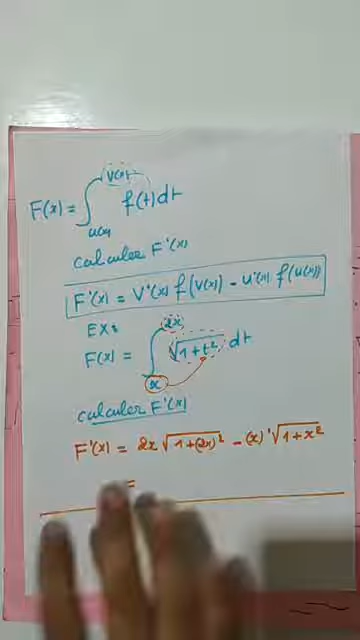 F(x) = ∫_{u(x)}^{v(x)} f(t)dt
calculer F'(x)
F'(x) = v'(x) f(v(x)) - u'(x) f(u(x))
EX:
F(x) = ∫_{x}^{2x} √(1+t²) dt
calculer F'(x)
F'(x) = 2x √(1+(2x)²) - (x)' √(1+x²)
=